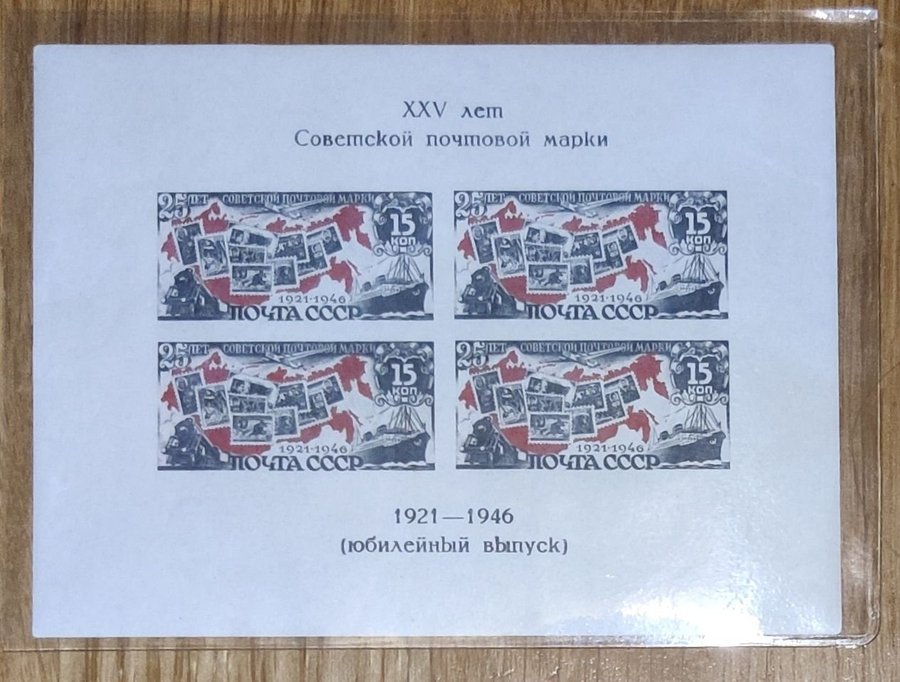 XXV лет
Советской почтовой марки
25 ЛЕТ СОВЕТСКОЙ ПОЧТОВОЙ МАРКИ
15
КОП
1921-1946
ПОЧТА СССР
25 ЛЕТ СОВЕТСКОЙ ПОЧТОВОЙ МАРКИ
15
КОП
1921-1946
ПОЧТА СССР
25 ЛЕТ СОВЕТСКОЙ ПОЧТОВОЙ МАРКИ
15
КОП
1921-1946
ПОЧТА СССР
25 ЛЕТ СОВЕТСКОЙ ПОЧТОВОЙ МАРКИ
15
КОП
1921-1946
ПОЧТА СССР
1921—1946
(юбилейный выпуск)